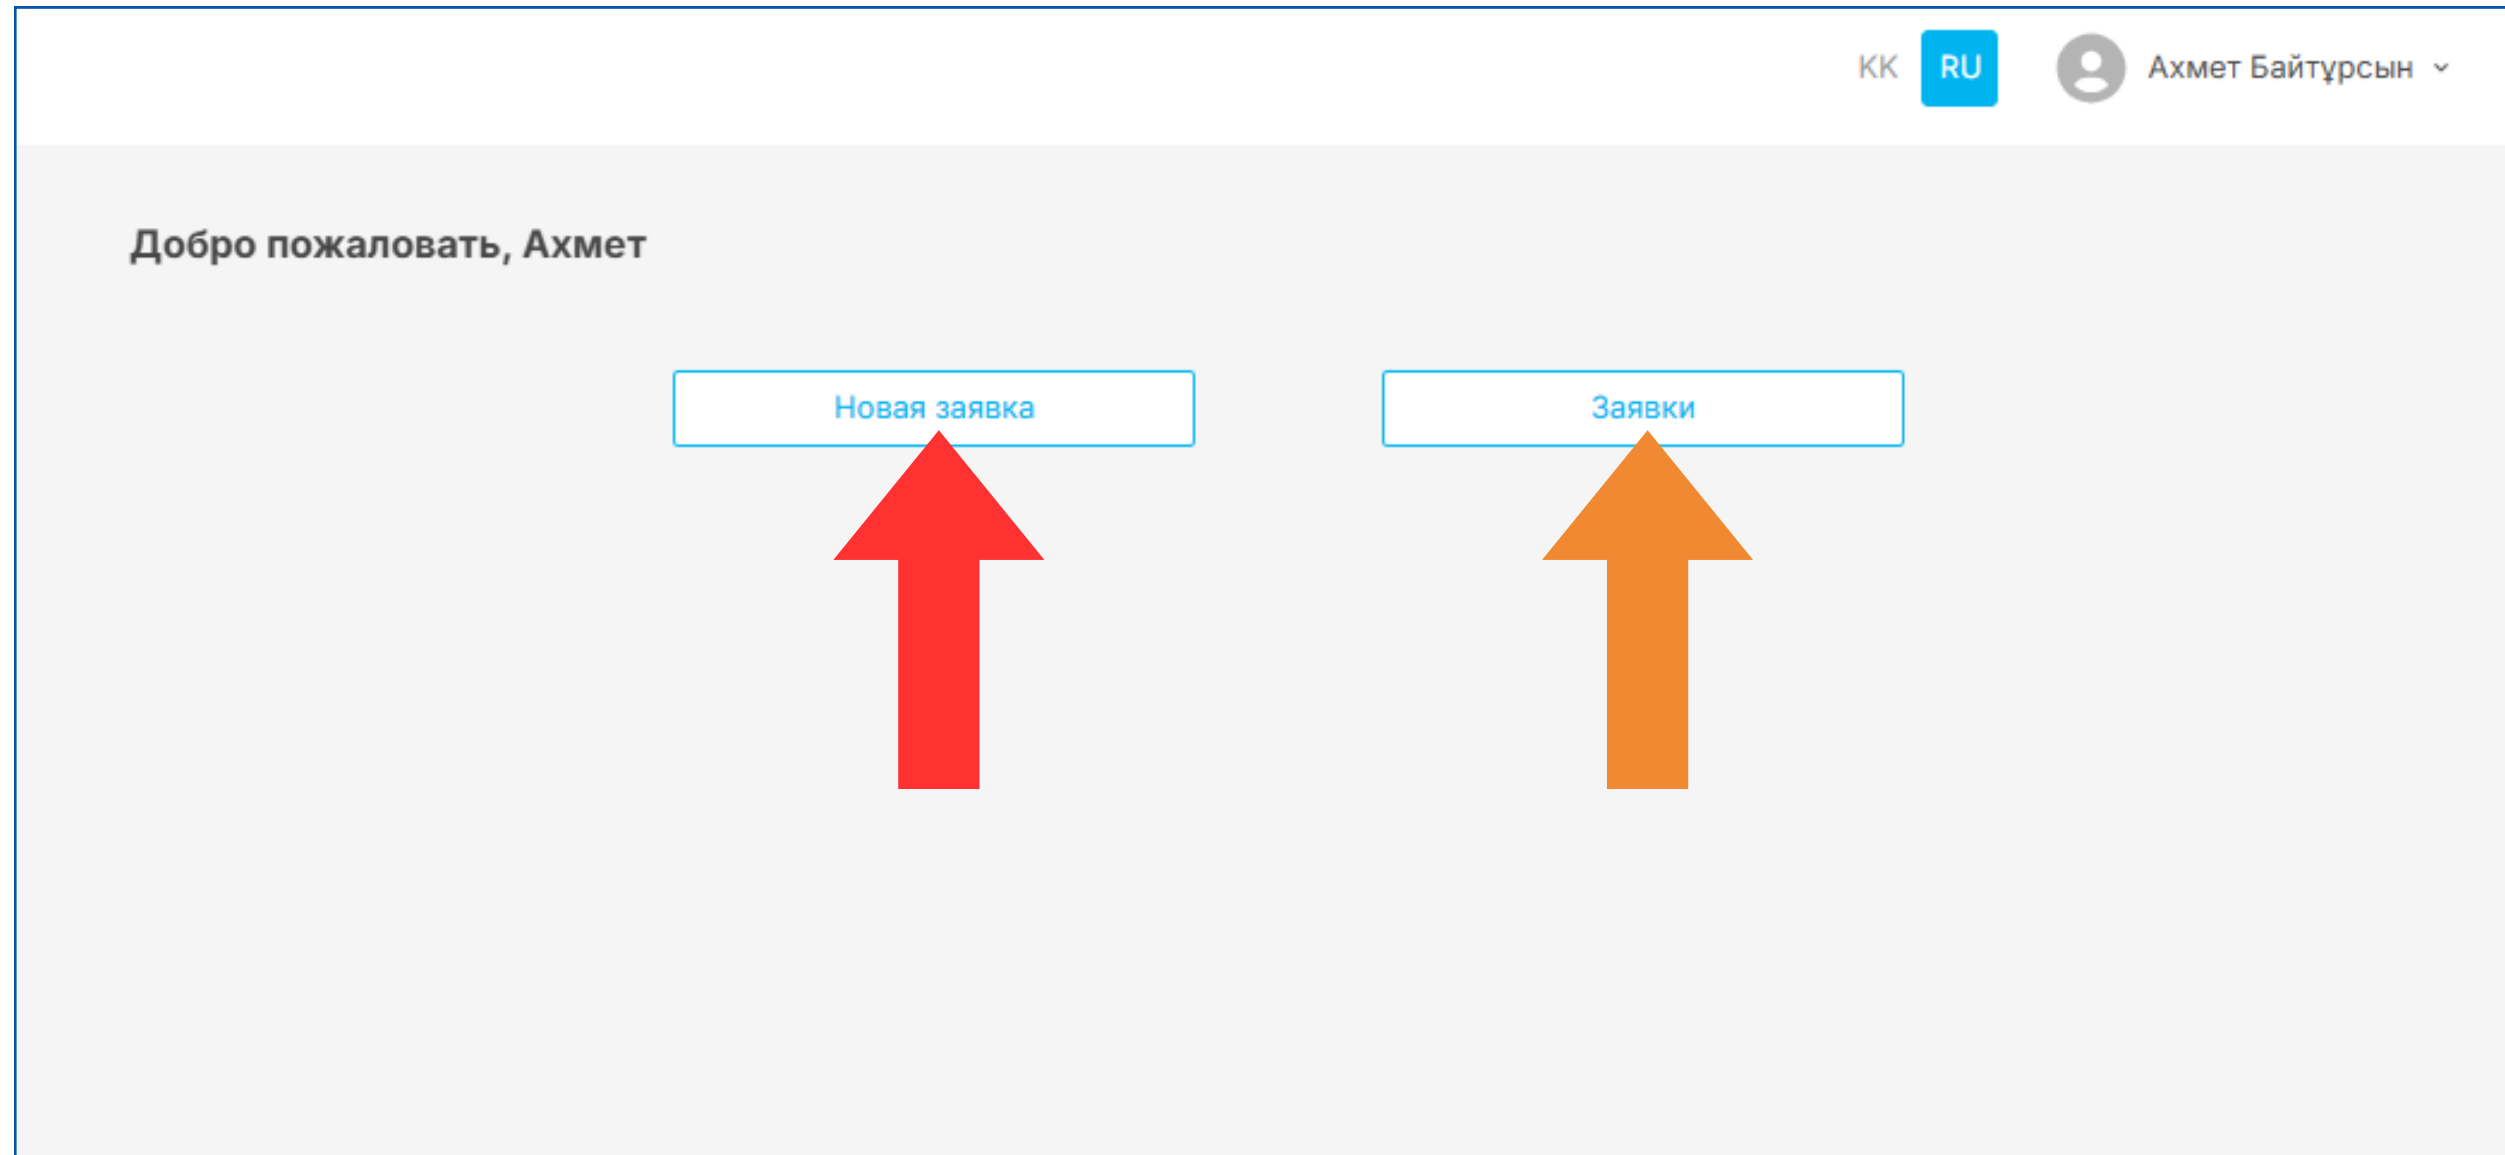 KK RU Ахмет Байтұрсын
Добро пожаловать, Ахмет
Новая заявка Заявки